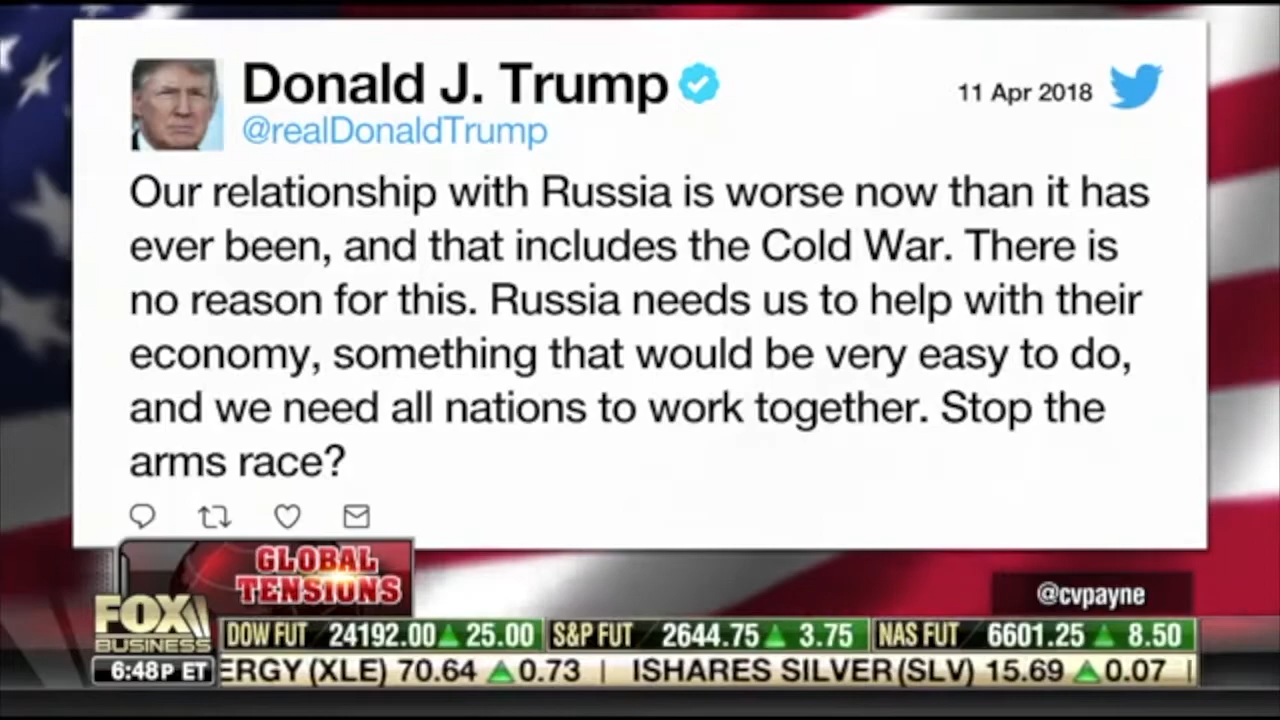 Donald J. Trump
11 Apr 2018
@realDonaldTrump
Our relationship with Russia is worse now than it has
ever been, and that includes the Cold War. There is
no reason for this. Russia needs us to help with their
economy, something that would be very easy to do,
and we need all nations to work together. Stop the
arms race?
GLOBAL
TENSIONS
@cvpayne
FOX
BUSINESS
DOW FUT 24192.00 25.00 S&P FUT 2644.75 3.75 NAS FUT 6601.25 8.50
6:48P ET
ERGY (XLE) 70.64 0.73 | ISHARES SILVER (SLV) 15.69 0.07 |